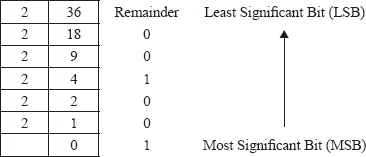 2 36 Remainder Least Significant Bit (LSB)
2 18 0
2 9 0
2 4 1
2 2 0
2 1 0
0 1 Most Significant Bit (MSB)